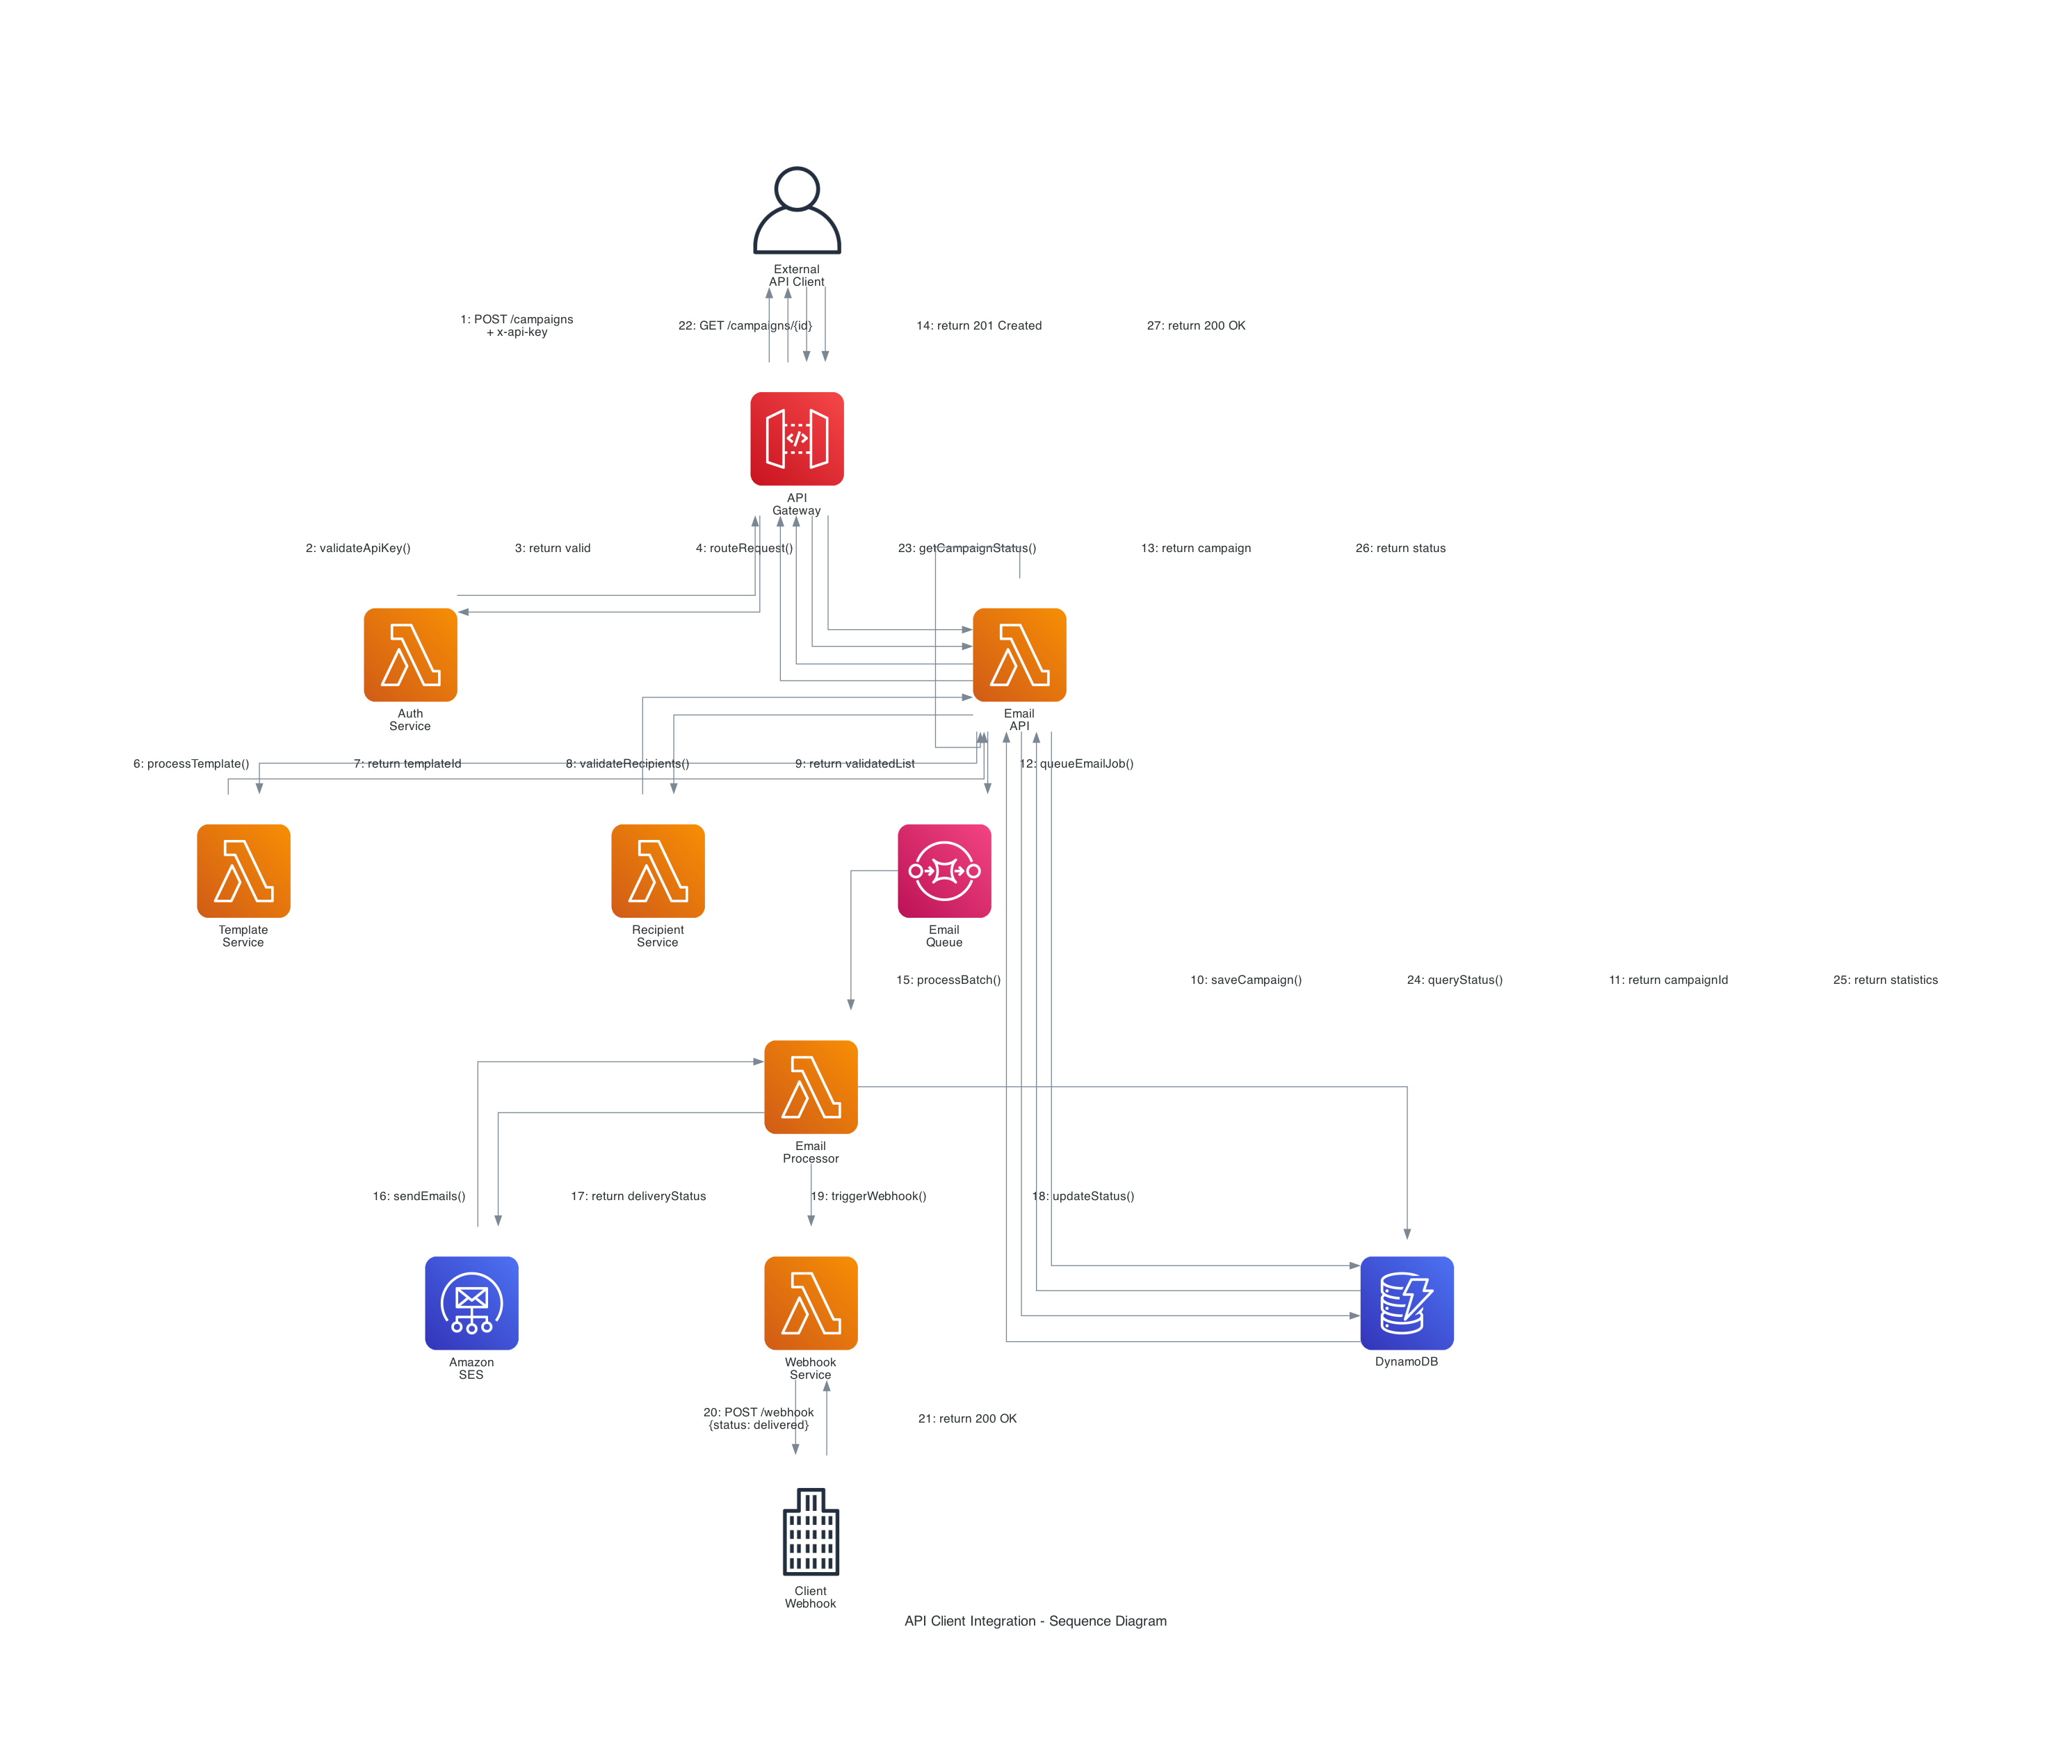 External
API Client
1: POST /campaigns
+ x-api-key
22: GET /campaigns/{id}
14: return 201 Created
27: return 200 OK
API
Gateway
2: validateApiKey()
3: return valid
4: routeRequest()
23: getCampaignStatus()
13: return campaign
26: return status
Auth
Service
Email
API
6: processTemplate()
7: return templateId
8: validateRecipients()
9: return validatedList
12: queueEmailJob()
Template
Service
Recipient
Service
Email
Queue
15: processBatch()
10: saveCampaign()
24: queryStatus()
11: return campaignId
25: return statistics
Email
Processor
16: sendEmails()
17: return deliveryStatus
19: triggerWebhook()
18: updateStatus()
Amazon
SES
Webhook
Service
DynamoDB
20: POST /webhook
{status: delivered}
21: return 200 OK
Client
Webhook
API Client Integration - Sequence Diagram